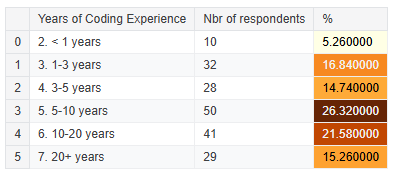 Years of Coding Experience Nbr of respondents %
0 2. < 1 years 10 5.260000
1 3. 1-3 years 32 16.840000
2 4. 3-5 years 28 14.740000
3 5. 5-10 years 50 26.320000
4 6. 10-20 years 41 21.580000
5 7. 20+ years 29 15.260000